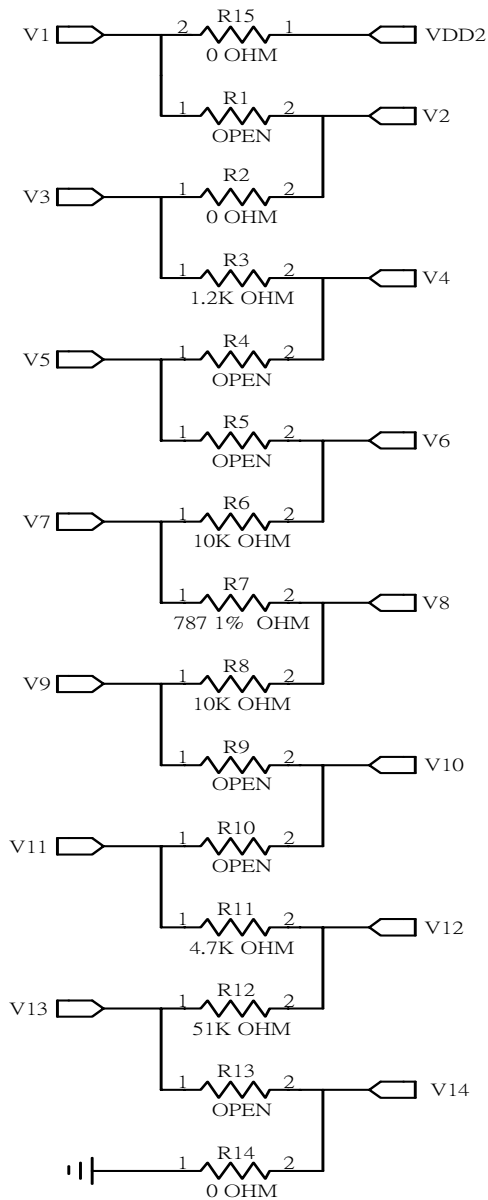 V1 2 R15 1 VDD2
0 OHM
1 R1 2 V2
OPEN
V3 1 R2 2
0 OHM
1 R3 2 V4
1.2K OHM
V5 1 R4 2
OPEN
1 R5 2 V6
OPEN
V7 1 R6 2
10K OHM
1 R7 2 V8
787 1% OHM
V9 1 R8 2
10K OHM
1 R9 2 V10
OPEN
V11 1 R10 2
OPEN
1 R11 2 V12
4.7K OHM
V13 1 R12 2
51K OHM
1 R13 2 V14
OPEN
1 R14 2
0 OHM